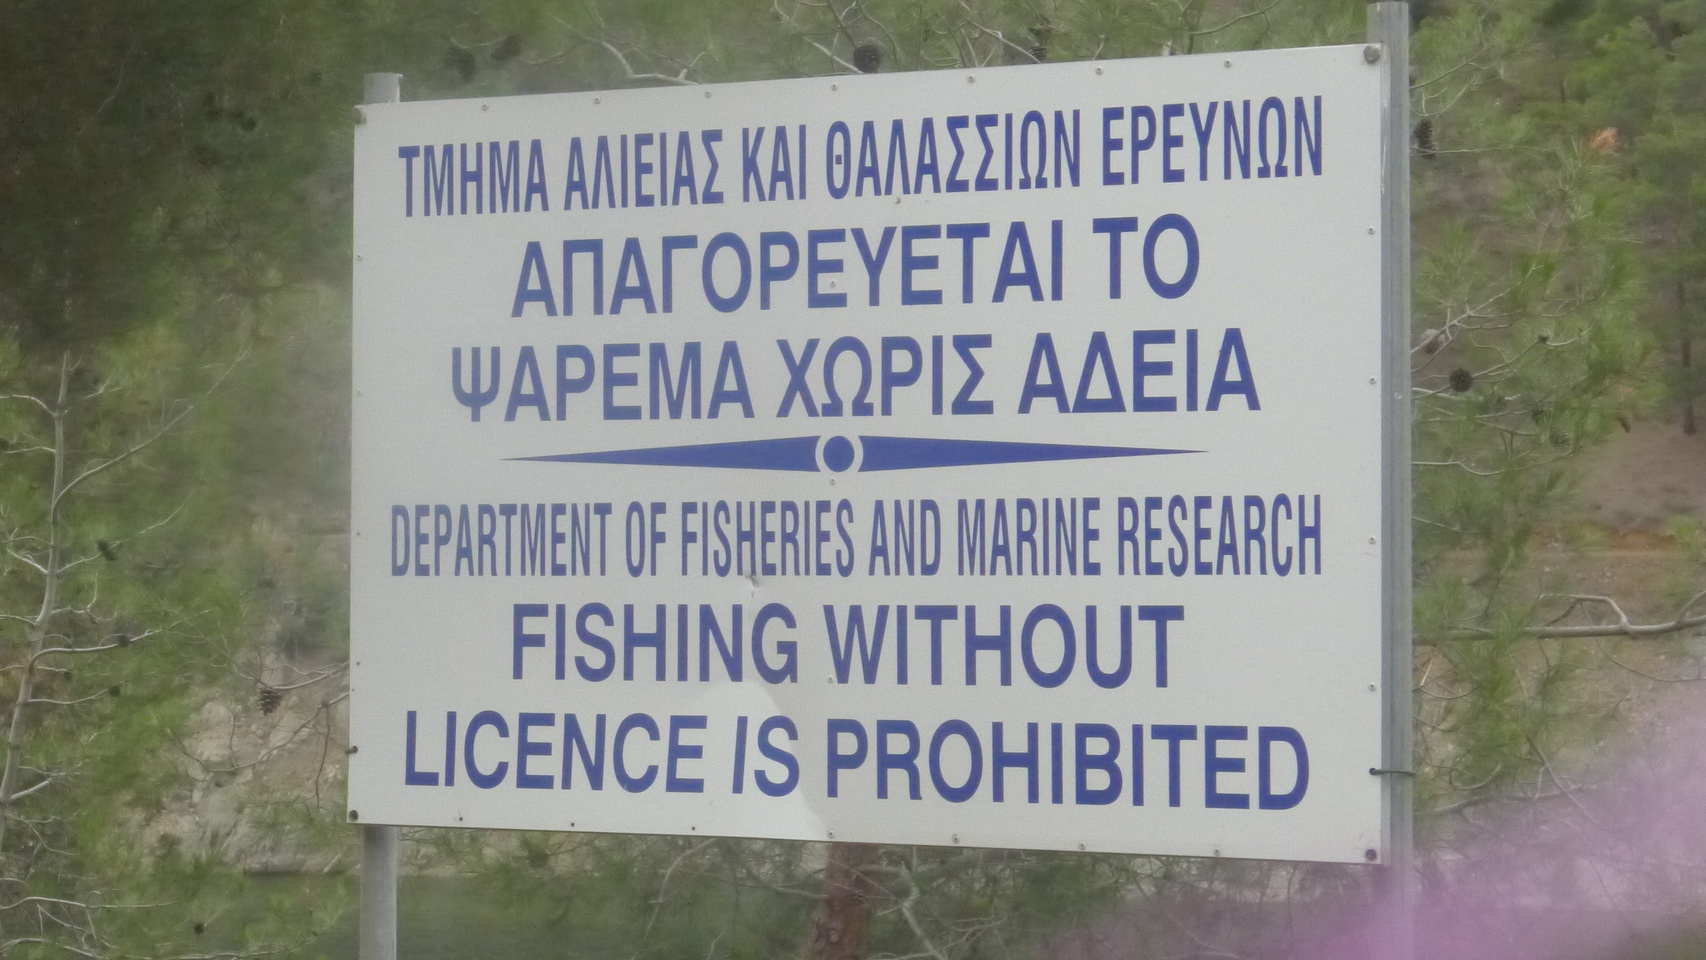 ΤΜΗΜΑ ΑΛΙΕΙΑΣ ΚΑΙ ΘΑΛΑΣΣΙΩΝ ΕΡΕΥΝΩΝ
ΑΠΑΓΟΡΕΥΕΤΑΙ ΤΟ
ΨΑΡΕΜΑ ΧΩΡΙΣ ΑΔΕΙΑ
DEPARTMENT OF FISHERIES AND MARINE RESEARCH
FISHING WITHOUT
LICENCE IS PROHIBITED